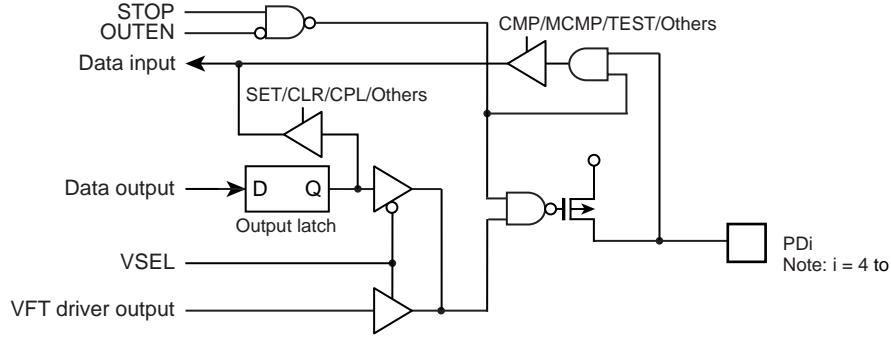 STOP
OUTEN
CMP/MCMP/TEST/Others
Data input
SET/CLR/CPL/Others
Data output
D Q
Output latch
PDi
VSEL
Note: i = 4 to
VFT driver output